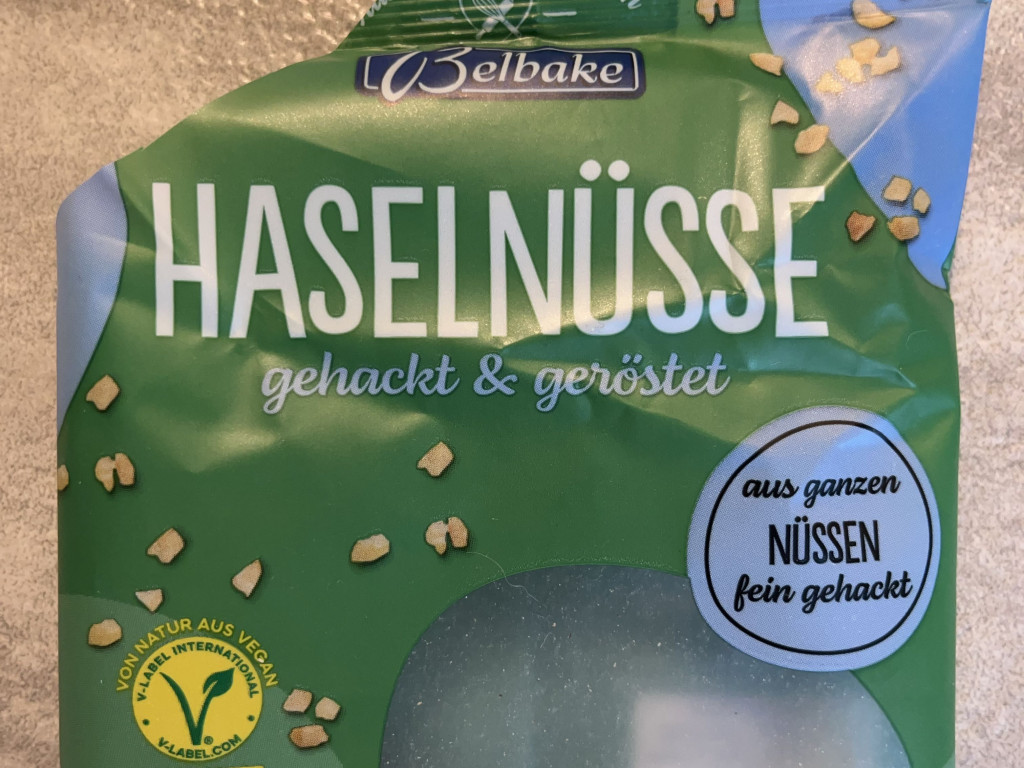 Belbake
HASELNÜSSE
gehackt & geröstet
aus ganzen
NÜSSEN
fein gehackt
VON NATUR AUS VEGAN
V-LABEL INTERNATIONAL
®
V-LABEL.COM